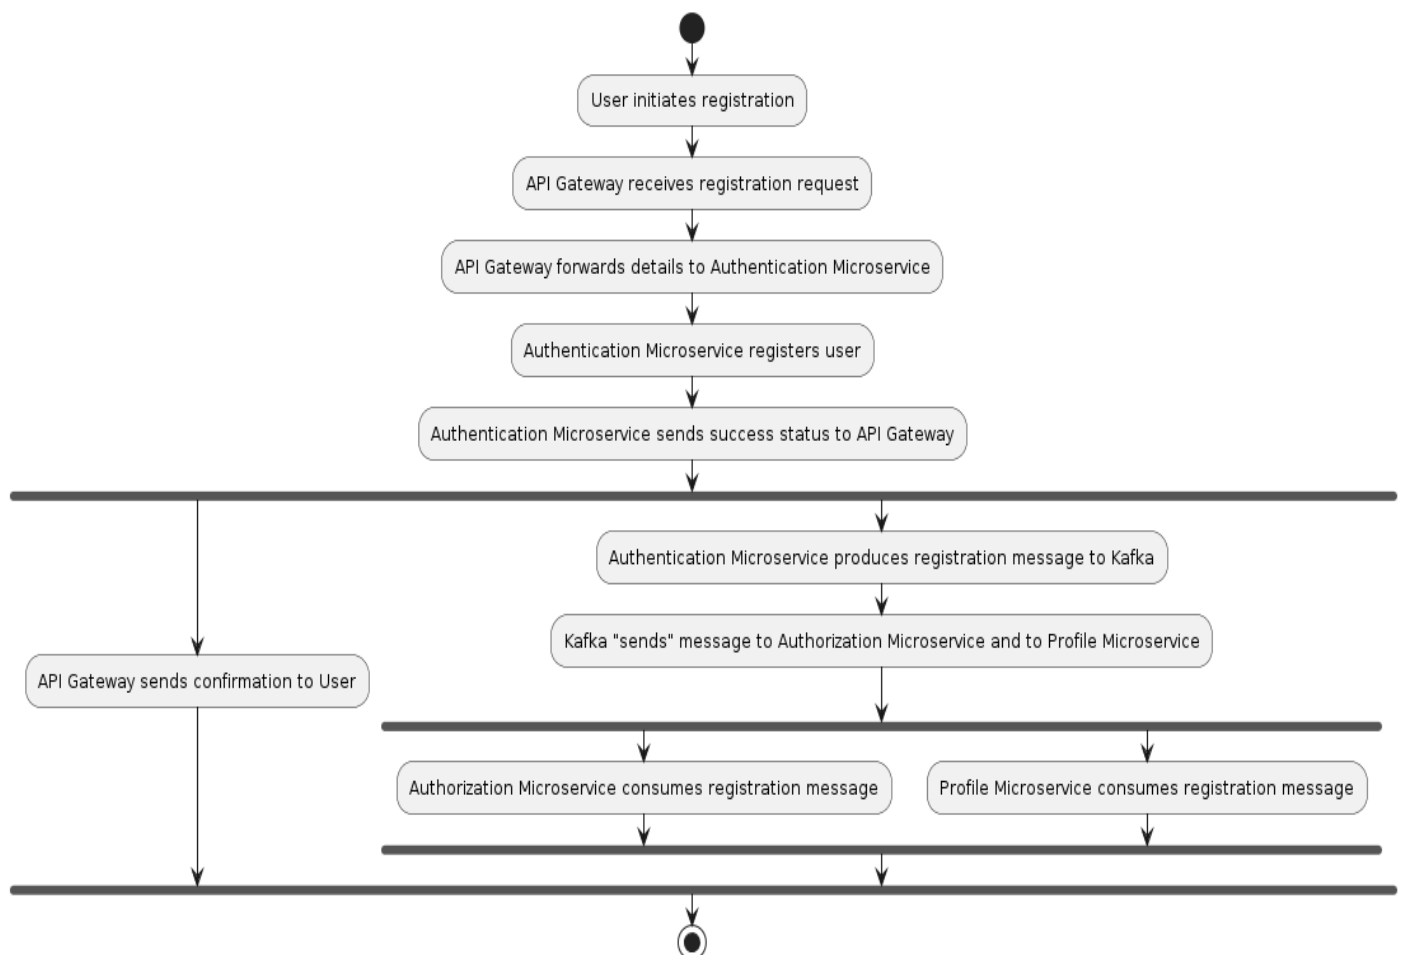 User initiates registration
API Gateway receives registration request
API Gateway forwards details to Authentication Microservice
Authentication Microservice registers user
Authentication Microservice sends success status to API Gateway
Authentication Microservice produces registration message to Kafka
Kafka "sends" message to Authorization Microservice and to Profile Microservice
API Gateway sends confirmation to User
Authorization Microservice consumes registration message
Profile Microservice consumes registration message